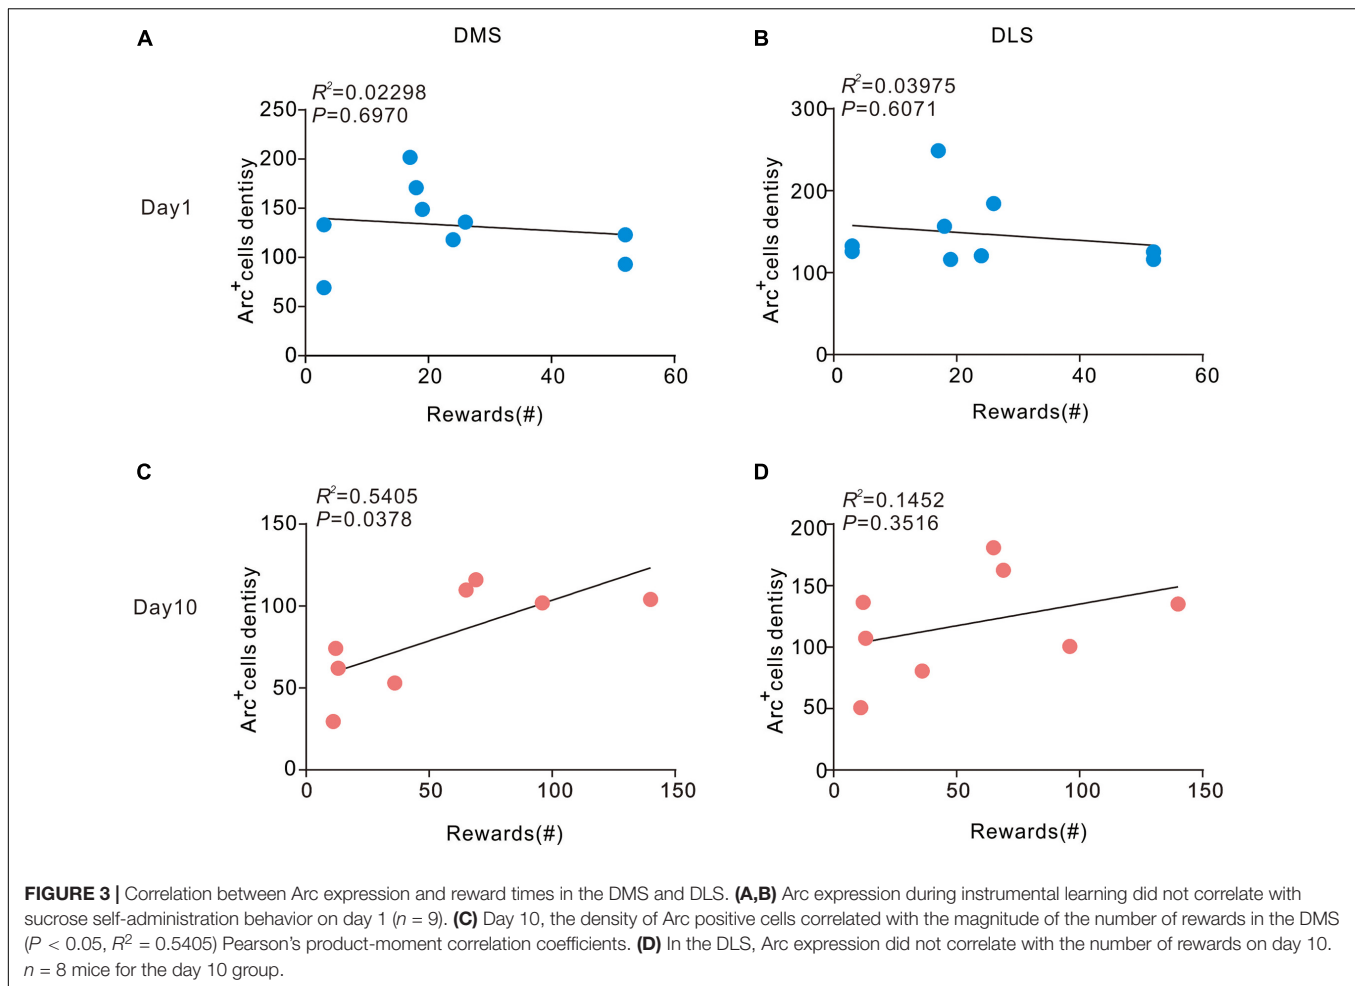 A DMS B DLS
R²=0.02298
P=0.6970
250
200
150
100
50
0
Arc⁺cells dentisy
0 20 40 60
Rewards(#)
Day1
R²=0.03975
P=0.6071
300
200
100
0
Arc⁺cells dentisy
0 20 40 60
Rewards(#)
C
R²=0.5405
P=0.0378
150
100
50
0
Arc⁺cells dentisy
0 50 100 150
Rewards(#)
Day10
D
R²=0.1452
P=0.3516
200
150
100
50
0
Arc⁺cells dentisy
0 50 100 150
Rewards(#)
FIGURE 3 | Correlation between Arc expression and reward times in the DMS and DLS. (A,B) Arc expression during instrumental learning did not correlate with
sucrose self-administration behavior on day 1 (n = 9). (C) Day 10, the density of Arc positive cells correlated with the magnitude of the number of rewards in the DMS
(P < 0.05, R² = 0.5405) Pearson's product-moment correlation coefficients. (D) In the DLS, Arc expression did not correlate with the number of rewards on day 10.
n = 8 mice for the day 10 group.